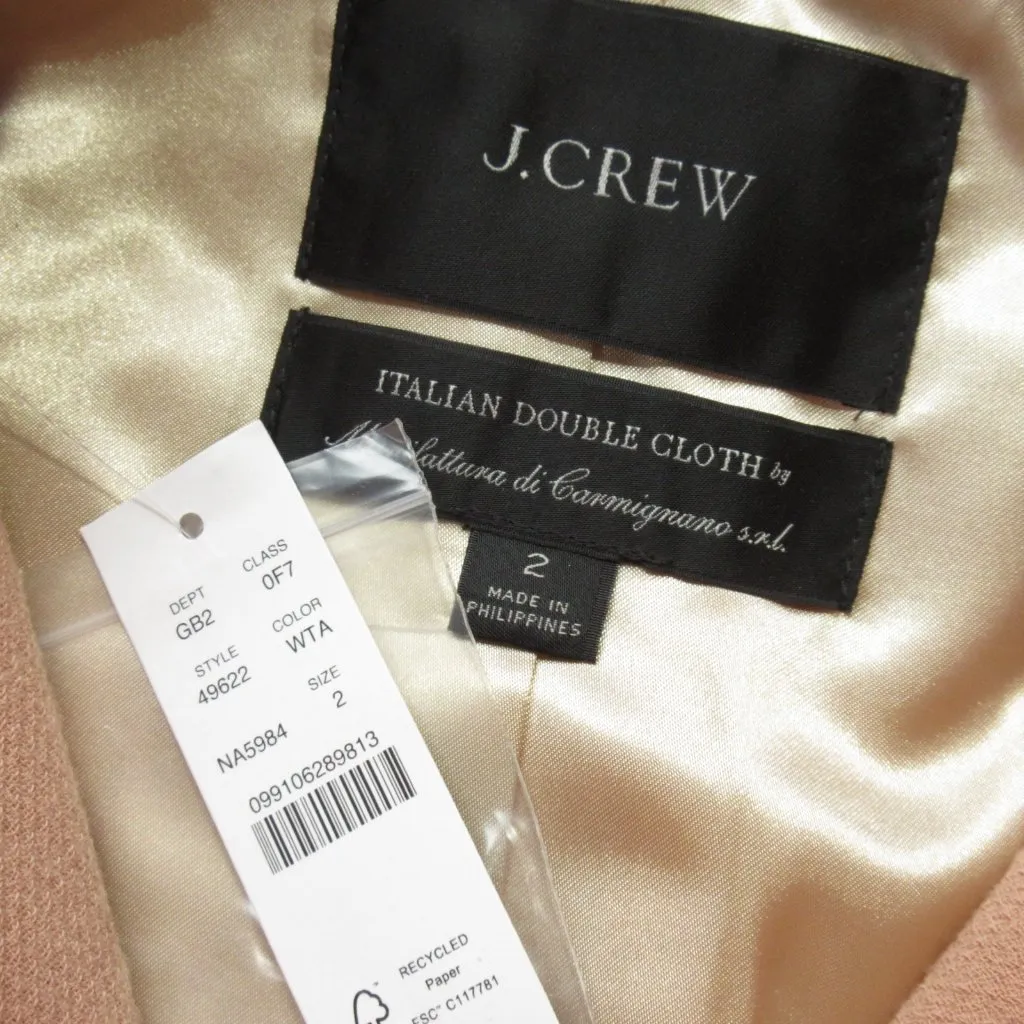 J.CREW
ITALIAN DOUBLE CLOTH by
di Carmignano s.r.l.
2
MADE IN
PHILIPPINES
DEPT CLASS
GB2 0F7
STYLE COLOR
49622 WTA
SIZE
NA5984 2
099106289813
RECYCLED
Paper
C117781